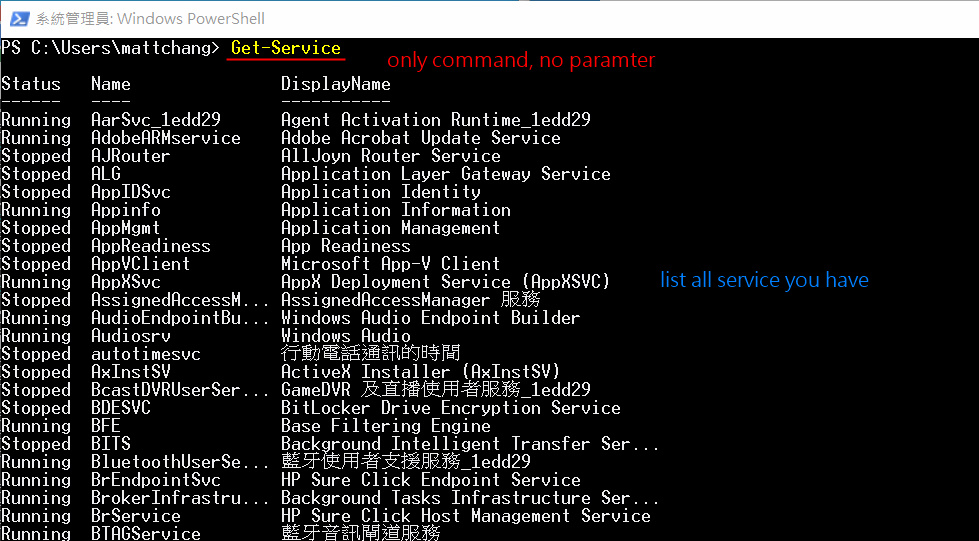 系統管理員: Windows PowerShell
PS C:\Users\mattchang> Get-Service
only command, no paramter
Status Name DisplayName
------ ---- -----------
Running AarSvc_1edd29 Agent Activation Runtime_1edd29
Running AdobeARMservice Adobe Acrobat Update Service
Stopped AJRouter AllJoyn Router Service
Stopped ALG Application Layer Gateway Service
Stopped AppIDSvc Application Identity
Running Appinfo Application Information
Stopped AppMgmt Application Management
Stopped AppReadiness App Readiness
Stopped AppVClient Microsoft App-V Client
Running AppXSvc AppX Deployment Service (AppXSVC)
list all service you have
Stopped AssignedAccessM... AssignedAccessManager 服務
Running AudioEndpointBu... Windows Audio Endpoint Builder
Running Audiosrv Windows Audio
Stopped autotimesvc 行動電話通訊的時間
Stopped AxInstSV ActiveX Installer (AxInstSV)
Stopped BcastDVRUserSer... GameDVR 及直播使用者服務_1edd29
Stopped BDESVC BitLocker Drive Encryption Service
Running BFE Base Filtering Engine
Stopped BITS Background Intelligent Transfer Ser...
Running BluetoothUserSe... 藍牙使用者支援服務_1edd29
Running BrEndpointSvc HP Sure Click Endpoint Service
Running BrokerInfrastru... Background Tasks Infrastructure Ser...
Running BrService HP Sure Click Host Management Service
Running BTAGService 藍牙音訊閘道服務